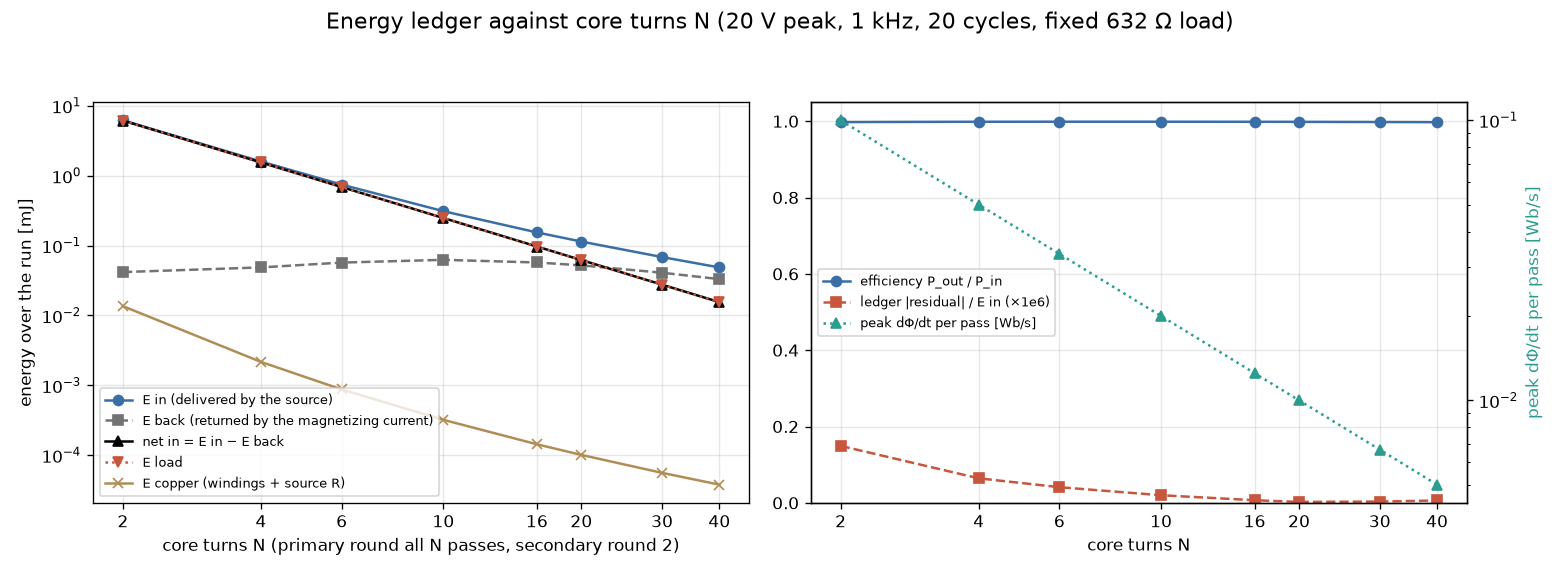 Energy ledger against core turns N (20 V peak, 1 kHz, 20 cycles, fixed 632 Ω load)
energy over the run [mJ]
10^1
10^0
10^-1
10^-2
10^-3
10^-4
E in (delivered by the source)
E back (returned by the magnetizing current)
net in = E in − E back
E load
E copper (windings + source R)
2 4 6 10 16 20 30 40
core turns N (primary round all N passes, secondary round 2)
1.0
0.8
0.6
0.4
0.2
0.0
efficiency P_out / P_in
ledger |residual| / E in (×1e6)
peak dΦ/dt per pass [Wb/s]
2 4 6 10 16 20 30 40
core turns N
10^-1
10^-2
peak dΦ/dt per pass [Wb/s]